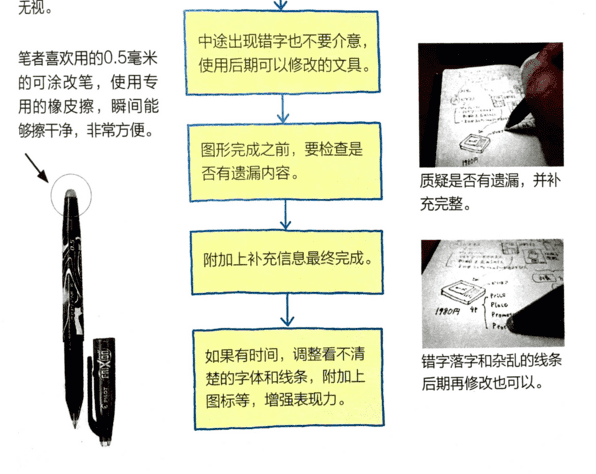 无视。
笔者喜欢用的0.5毫米
的可涂改笔，使用专
用的橡皮擦，瞬间能
够擦干净，非常方便。
中途出现错字也不要介意，
使用后期可以修改的文具。
图形完成之前，要检查是
否有遗漏内容。
附加上补充信息最终完成。
如果有时间，调整看不清
楚的字体和线条，附加上
图标等，增强表现力。
1980円
质疑是否有遗漏，并补
充完整。
1980円
4P
Price
Place
错字落字和杂乱的线条
后期再修改也可以。
PILOT